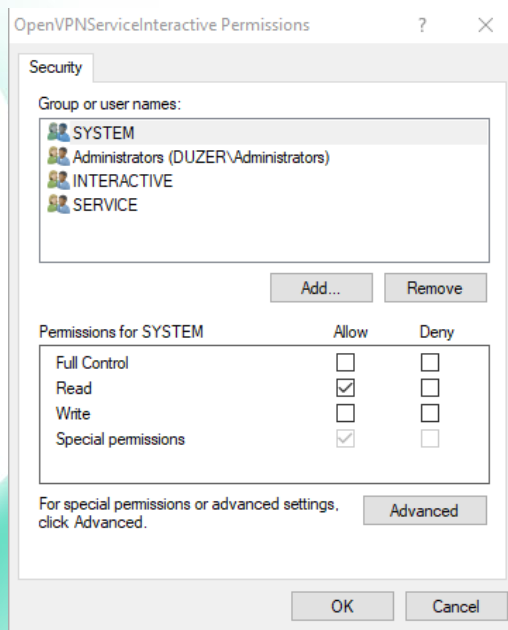 OpenVPNServiceInteractive Permissions ? ×
Security
Group or user names:
SYSTEM
Administrators (DUZER\Administrators)
INTERACTIVE
SERVICE
Add... Remove
Permissions for SYSTEM Allow Deny
Full Control
Read
Write
Special permissions
For special permissions or advanced settings,
click Advanced.
Advanced
OK Cancel